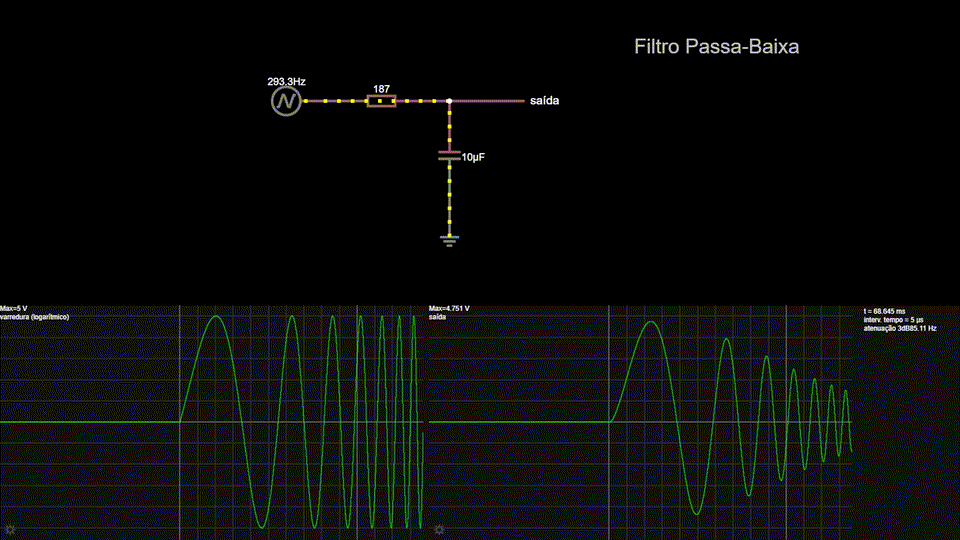 Filtro Passa-Baixa
293.3Hz
187
saída
10μF
Max=5 V
varredura (logarítmico)
Max=4.751 V
saída
t = 68.645 ms
interv. tempo = 5 μs
atenuação 3dB85.11 Hz